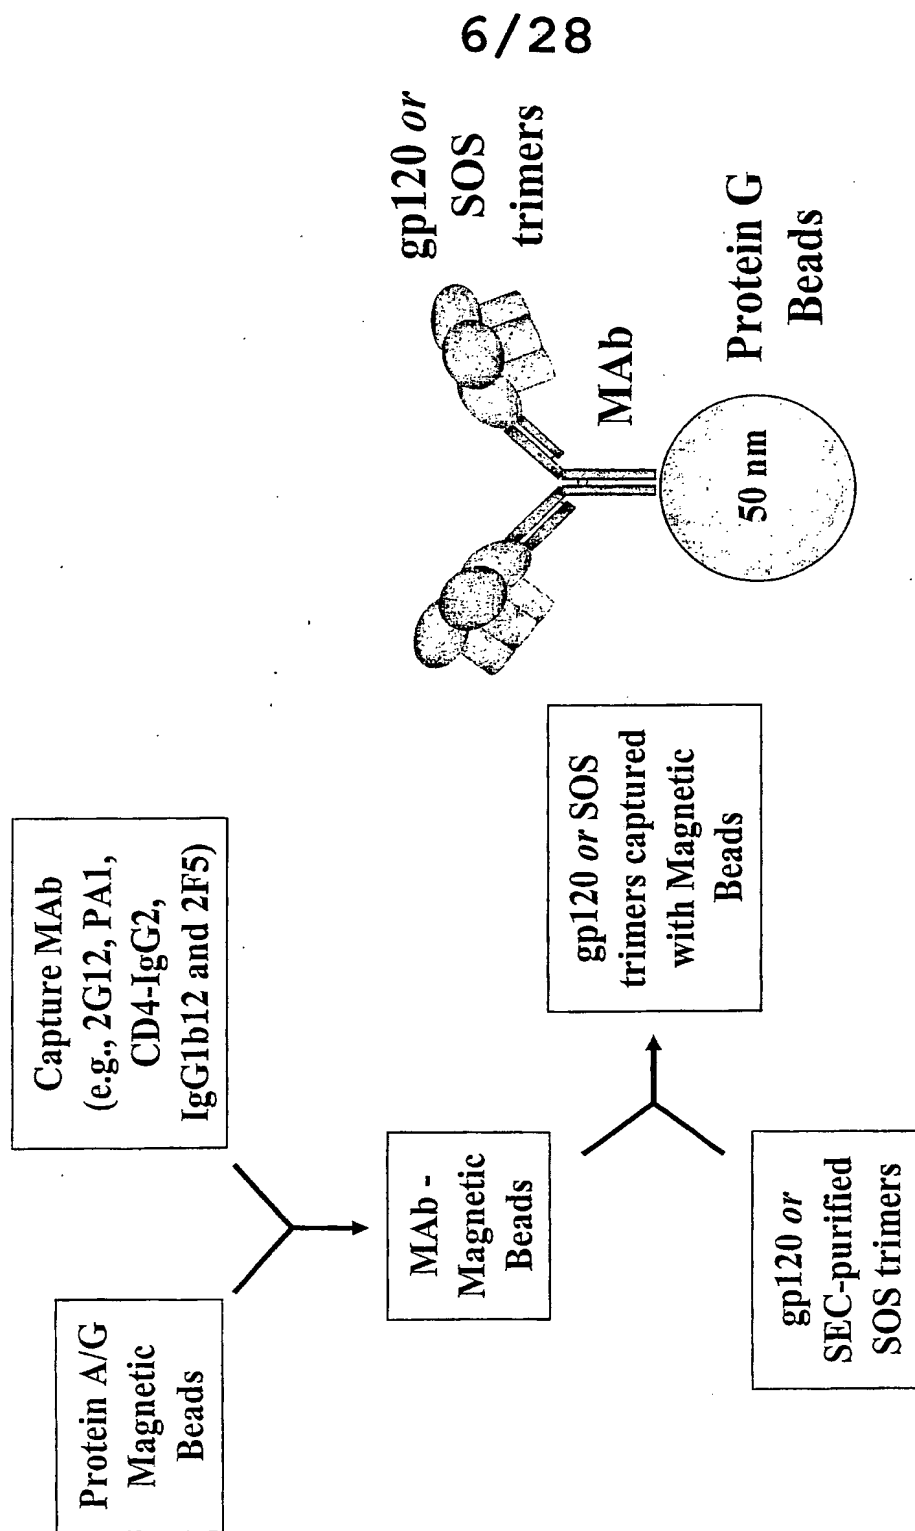 6/28
Protein A/G
Magnetic
Beads
Capture MAb
(e.g., 2G12, PA1,
CD4-IgG2,
IgG1b12 and 2F5)
MAb -
Magnetic
Beads
gp120 or
SEC-purified
SOS trimers
gp120 or SOS
trimers captured
with Magnetic
Beads
gp120 or
SOS
trimers
MAb
50 nm
Protein G
Beads